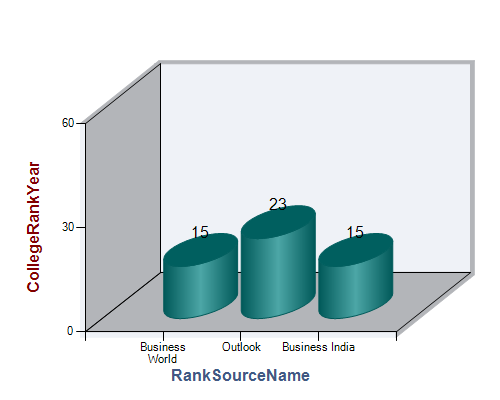 60
30
0
CollegeRankYear
15
23
15
Business World
Outlook
Business India
RankSourceName